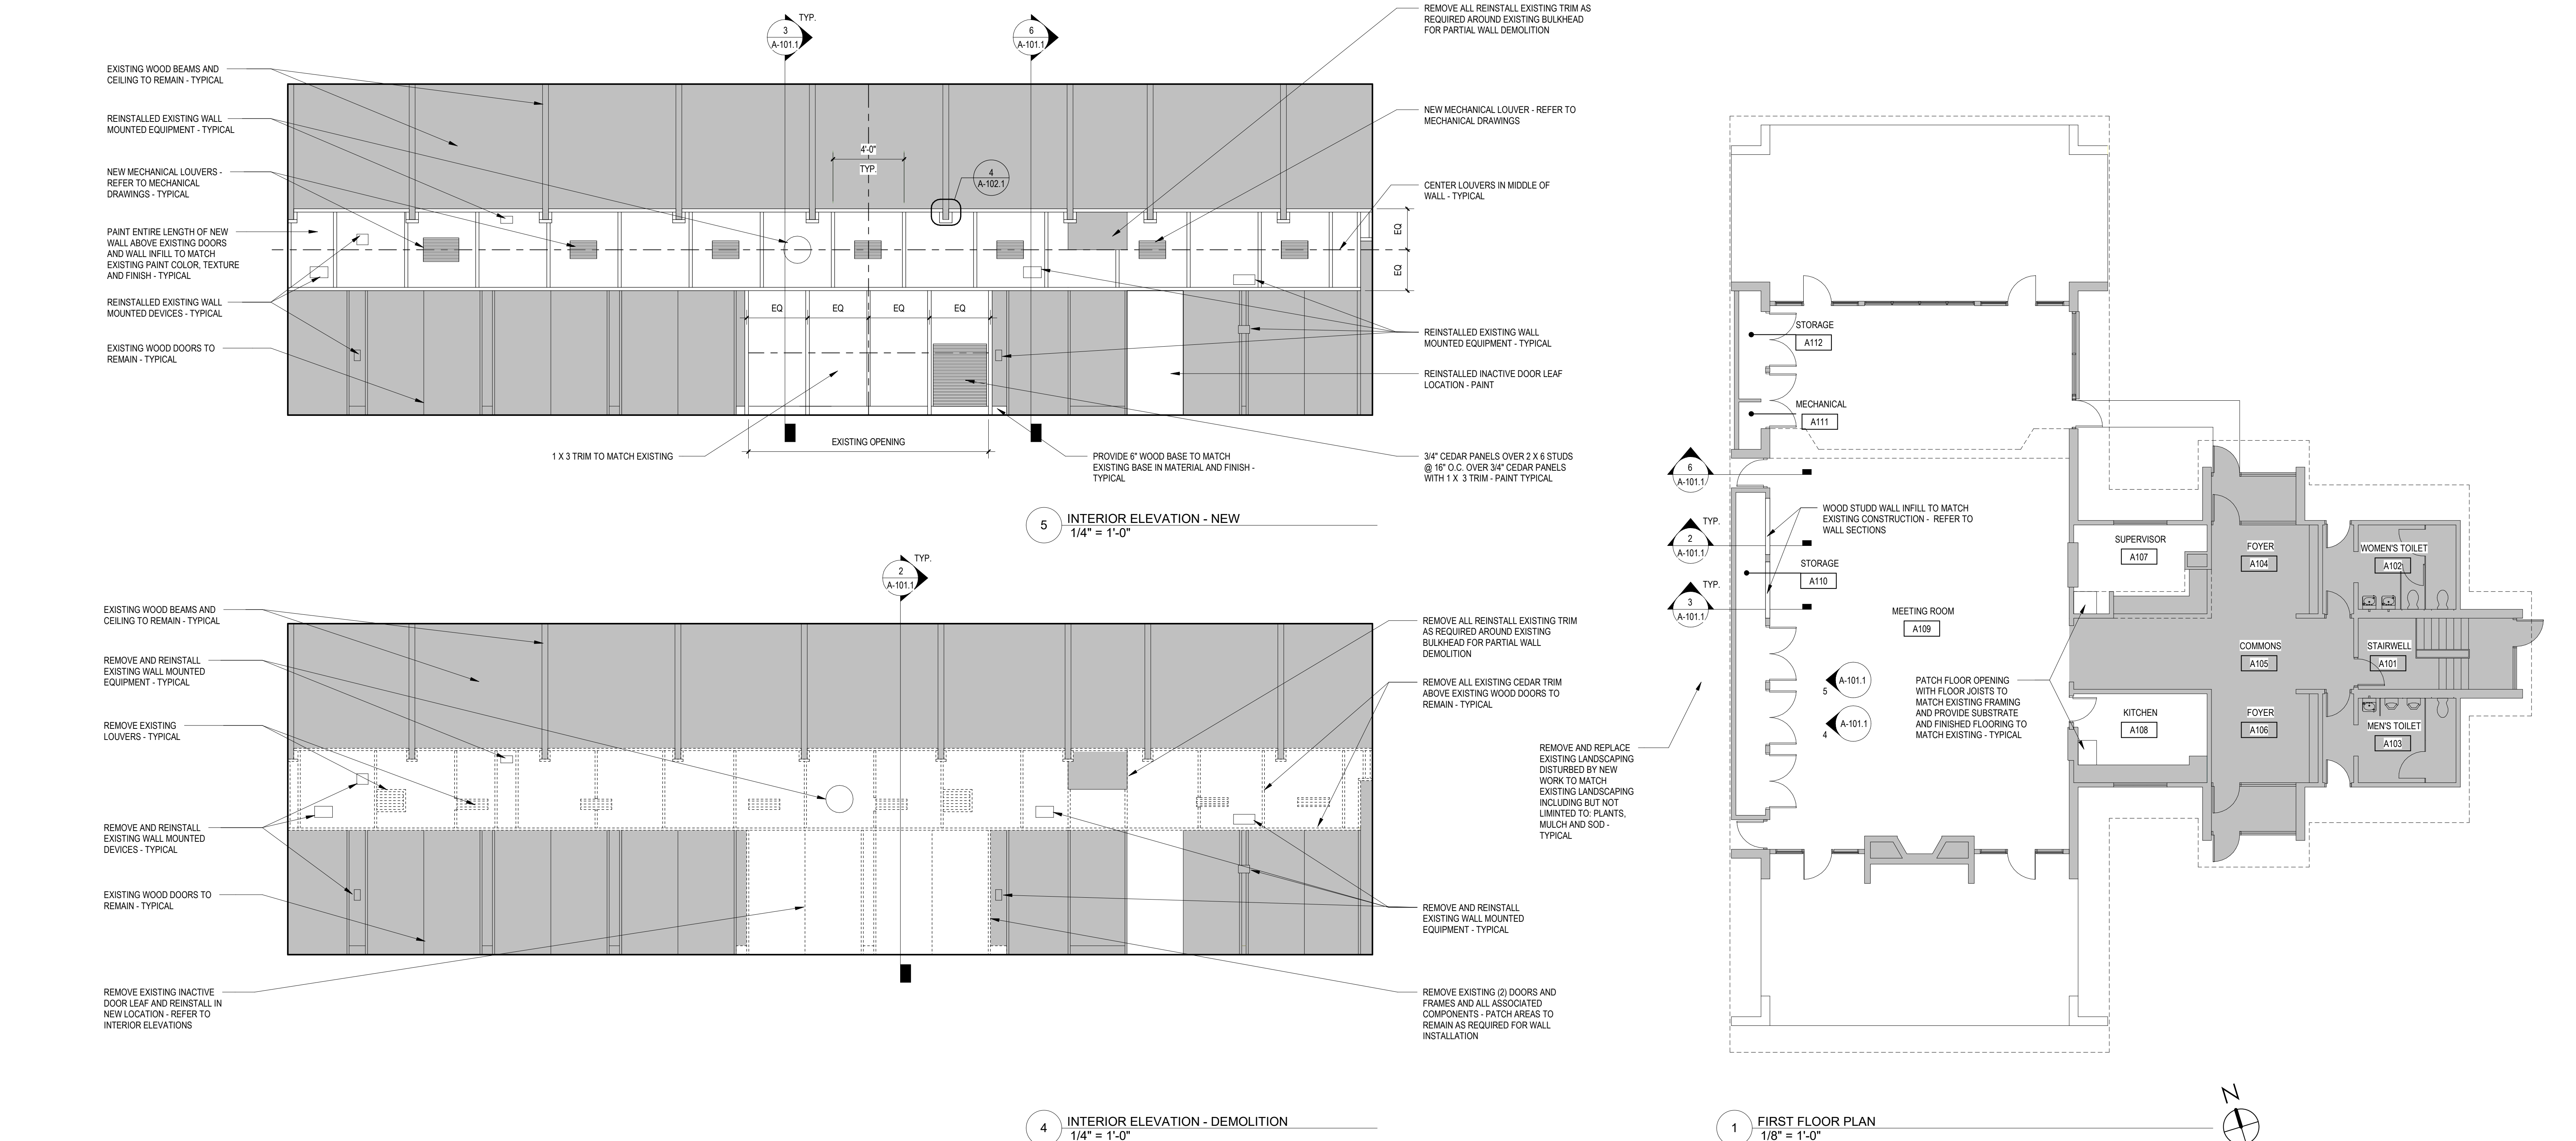 3
A-101.1
TYP.
6
A-101.1
REMOVE ALL REINSTALL EXISTING TRIM AS
REQUIRED AROUND EXISTING BULKHEAD
FOR PARTIAL WALL DEMOLITION
EXISTING WOOD BEAMS AND
CEILING TO REMAIN - TYPICAL
REINSTALLED EXISTING WALL
MOUNTED EQUIPMENT - TYPICAL
NEW MECHANICAL LOUVERS -
REFER TO MECHANICAL
DRAWINGS - TYPICAL
PAINT ENTIRE LENGTH OF NEW
WALL ABOVE EXISTING DOORS
AND WALL INFILL TO MATCH
EXISTING PAINT COLOR, TEXTURE
AND FINISH - TYPICAL
REINSTALLED EXISTING WALL
MOUNTED DEVICES - TYPICAL
EXISTING WOOD DOORS TO
REMAIN - TYPICAL
4'-0"
TYP.
4
A-102.1
EQ
EQ
EQ
EQ
EQ
EQ
NEW MECHANICAL LOUVER - REFER TO
MECHANICAL DRAWINGS
CENTER LOUVERS IN MIDDLE OF
WALL - TYPICAL
REINSTALLED EXISTING WALL
MOUNTED EQUIPMENT - TYPICAL
REINSTALLED INACTIVE DOOR LEAF
LOCATION - PAINT
EXISTING OPENING
1 X 3 TRIM TO MATCH EXISTING
PROVIDE 6" WOOD BASE TO MATCH
EXISTING BASE IN MATERIAL AND FINISH -
TYPICAL
3/4" CEDAR PANELS OVER 2 X 6 STUDS
@ 16" O.C. OVER 3/4" CEDAR PANELS
WITH 1 X 3 TRIM - PAINT TYPICAL
5
INTERIOR ELEVATION - NEW
1/4" = 1'-0"
2
A-101.1
TYP.
EXISTING WOOD BEAMS AND
CEILING TO REMAIN - TYPICAL
REMOVE AND REINSTALL
EXISTING WALL MOUNTED
EQUIPMENT - TYPICAL
REMOVE EXISTING
LOUVERS - TYPICAL
REMOVE AND REINSTALL
EXISTING WALL MOUNTED
DEVICES - TYPICAL
EXISTING WOOD DOORS TO
REMAIN - TYPICAL
REMOVE EXISTING INACTIVE
DOOR LEAF AND REINSTALL IN
NEW LOCATION - REFER TO
INTERIOR ELEVATIONS
REMOVE ALL REINSTALL EXISTING TRIM
AS REQUIRED AROUND EXISTING
BULKHEAD FOR PARTIAL WALL
DEMOLITION
REMOVE ALL EXISTING CEDAR TRIM
ABOVE EXISTING WOOD DOORS TO
REMAIN - TYPICAL
REMOVE AND REINSTALL
EXISTING WALL MOUNTED
EQUIPMENT - TYPICAL
REMOVE EXISTING (2) DOORS AND
FRAMES AND ALL ASSOCIATED
COMPONENTS - PATCH AREAS TO
REMAIN AS REQUIRED FOR WALL
INSTALLATION
4
INTERIOR ELEVATION - DEMOLITION
1/4" = 1'-0"
STORAGE
A112
MECHANICAL
A111
6
A-101.1
2
A-101.1
TYP.
3
A-101.1
TYP.
WOOD STUDD WALL INFILL TO MATCH
EXISTING CONSTRUCTION - REFER TO
WALL SECTIONS
STORAGE
A110
MEETING ROOM
A109
A-101.1
5
A-101.1
4
PATCH FLOOR OPENING
WITH FLOOR JOISTS TO
MATCH EXISTING FRAMING
AND PROVIDE SUBSTRATE
AND FINISHED FLOORING TO
MATCH EXISTING - TYPICAL
REMOVE AND REPLACE
EXISTING LANDSCAPING
DISTURBED BY NEW
WORK TO MATCH
EXISTING LANDSCAPING
INCLUDING BUT NOT
LIMINTED TO: PLANTS,
MULCH AND SOD -
TYPICAL
SUPERVISOR
A107
FOYER
A104
WOMEN'S TOILET
A102
COMMONS
A105
STAIRWELL
A101
KITCHEN
A108
FOYER
A106
MEN'S TOILET
A103
1
FIRST FLOOR PLAN
1/8" = 1'-0"
N